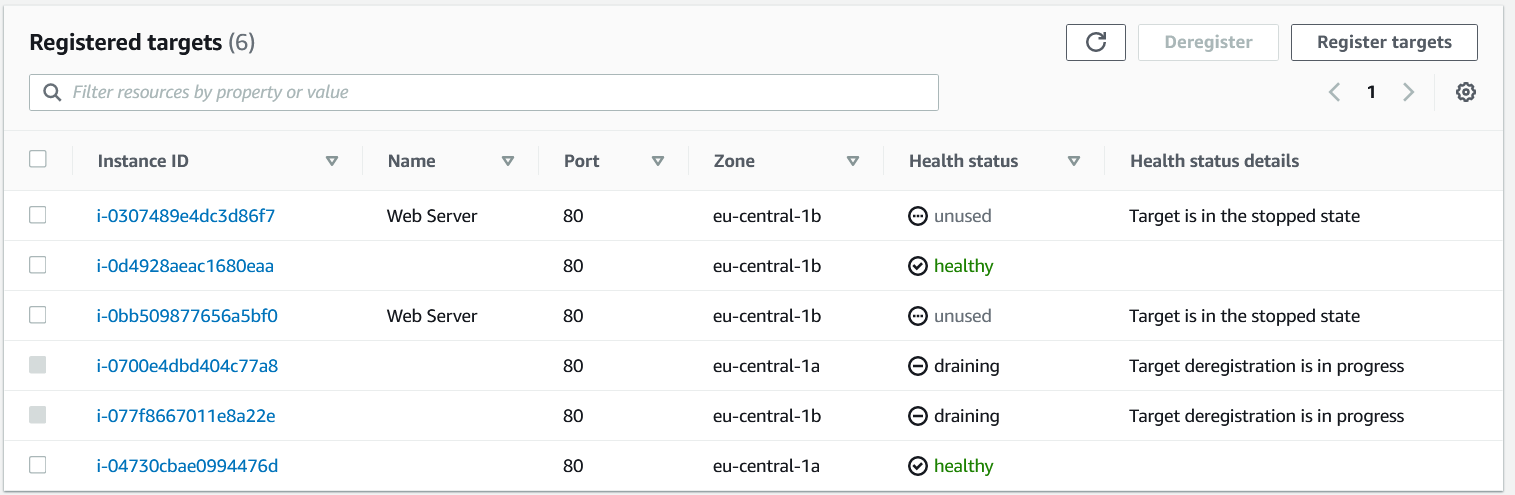 Registered targets (6)
Deregister
Register targets
Filter resources by property or value
1
Instance ID Name Port Zone Health status Health status details
i-0307489e4dc3d86f7 Web Server 80 eu-central-1b unused Target is in the stopped state
i-0d4928aeac1680eaa 80 eu-central-1b healthy
i-0bb509877656a5bf0 Web Server 80 eu-central-1b unused Target is in the stopped state
i-0700e4dbd404c77a8 80 eu-central-1a draining Target deregistration is in progress
i-077f8667011e8a22e 80 eu-central-1b draining Target deregistration is in progress
i-04730cbae0994476d 80 eu-central-1a healthy